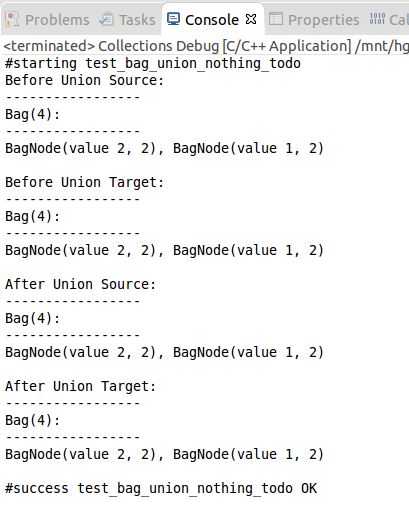 Problems Tasks Console Properties Cal
<terminated> Collections Debug [C/C++ Application] /mnt/hg
#starting test_bag_union_nothing_todo
Before Union Source:
-----------------
Bag(4):
-----------------
BagNode(value 2, 2), BagNode(value 1, 2)

Before Union Target:
-----------------
Bag(4):
-----------------
BagNode(value 2, 2), BagNode(value 1, 2)

After Union Source:
-----------------
Bag(4):
-----------------
BagNode(value 2, 2), BagNode(value 1, 2)

After Union Target:
-----------------
Bag(4):
-----------------
BagNode(value 2, 2), BagNode(value 1, 2)

#success test_bag_union_nothing_todo OK